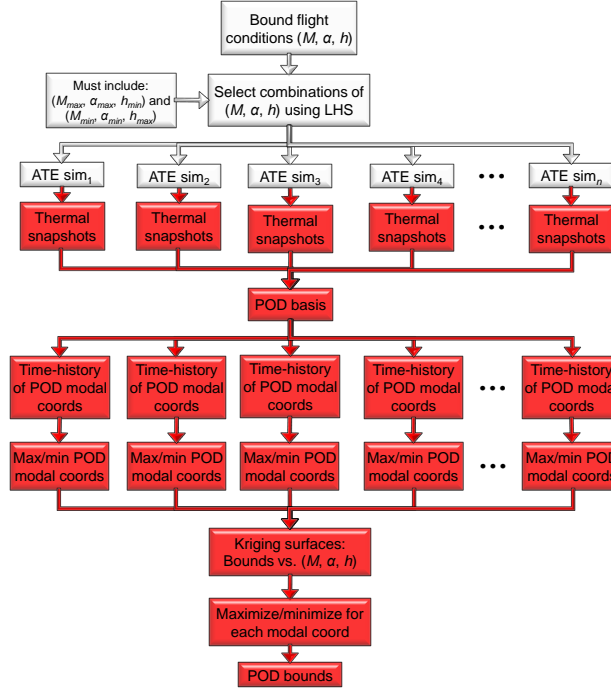 Bound flight
conditions (M, α, h)
Must include:
(Mmax, αmax, hmin) and
(Mmin, αmin, hmax)
Select combinations of
(M, α, h) using LHS
ATE sim1
ATE sim2
ATE sim3
ATE sim4
•••
ATE simn
Thermal
snapshots
Thermal
snapshots
Thermal
snapshots
Thermal
snapshots
•••
Thermal
snapshots
POD basis
Time-history
of POD modal
coords
Time-history
of POD modal
coords
Time-history
of POD modal
coords
Time-history
of POD modal
coords
•••
Time-history
of POD modal
coords
Max/min POD
modal coords
Max/min POD
modal coords
Max/min POD
modal coords
Max/min POD
modal coords
•••
Max/min POD
modal coords
Kriging surfaces:
Bounds vs. (M, α, h)
Maximize/minimize for
each modal coord
POD bounds